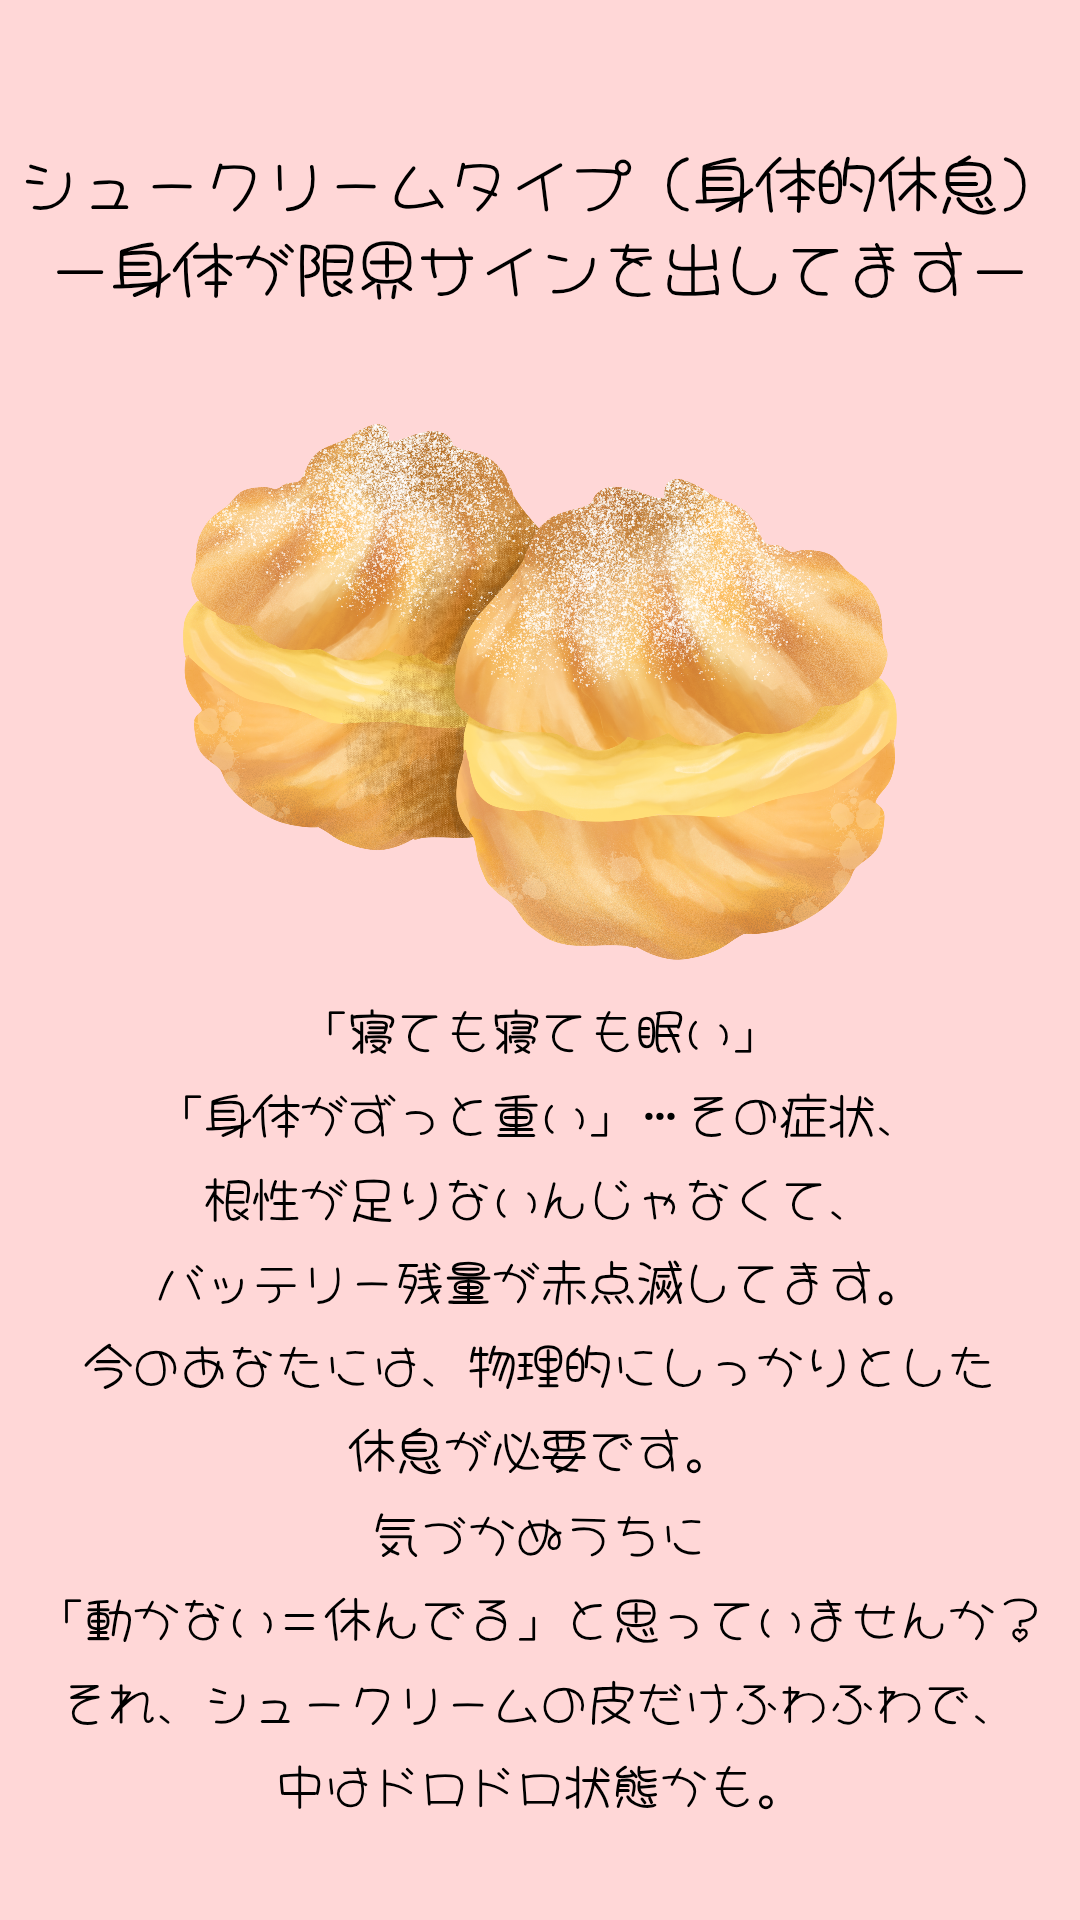 シュークリームタイプ（身体的休息）
ー身体が限界サインを出してますー
「寝ても寝ても眠い」
「身体がずっと重い」…その症状、
根性が足りないんじゃなくて、
バッテリー残量が赤点滅してます。
今のあなたには、物理的にしっかりとした
休息が必要です。
気づかぬうちに
「動かない＝休んでる」と思っていませんか？
それ、シュークリームの皮だけふわふわで、
中はドロドロ状態かも。